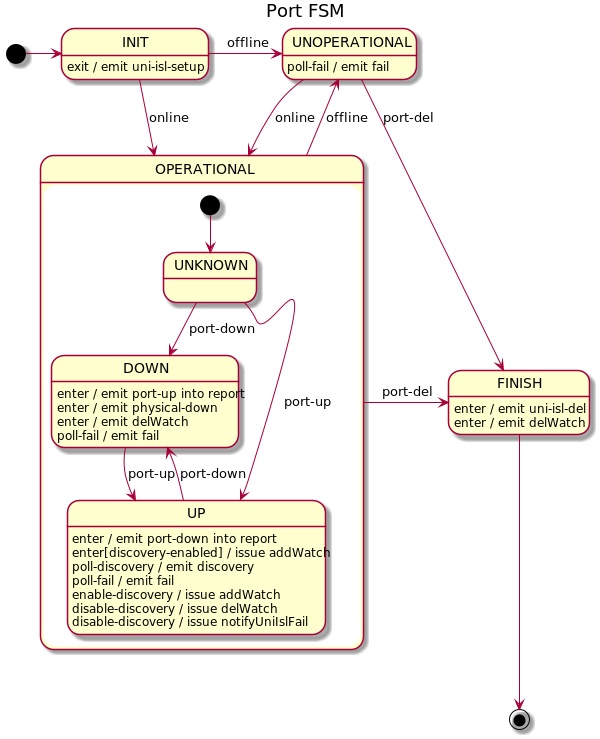 Port FSM
INIT
exit / emit uni-isl-setup
offline
UNOPERATIONAL
poll-fail / emit fail
online
online
offline
port-del
OPERATIONAL
UNKNOWN
port-down
DOWN
enter / emit port-up into report
enter / emit physical-down
enter / emit delWatch
poll-fail / emit fail
port-up
port-del
FINISH
enter / emit uni-isl-del
enter / emit delWatch
port-up
port-down
UP
enter / emit port-down into report
enter[discovery-enabled] / issue addWatch
poll-discovery / emit discovery
poll-fail / emit fail
enable-discovery / issue addWatch
disable-discovery / issue delWatch
disable-discovery / issue notifyUniIslFail